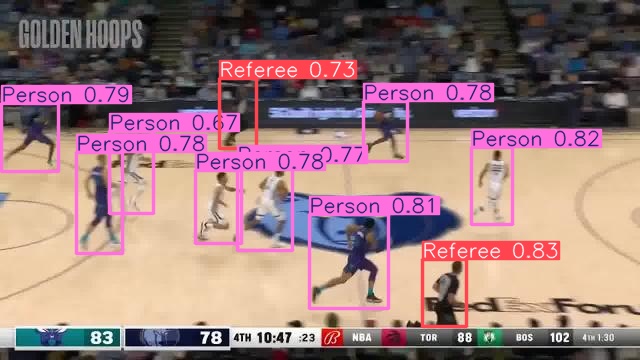 GOLDEN HOOPS
Referee 0.73
Person 0.79
Person 0.78
Person 0.67
Person 0.78
Person 0.82
0.77
Person 0.78
Person 0.81
Referee 0.83
FedExForum
83 78 4TH 10:47 :23 NBA TOR 88 BOS 102 4TH 1:30